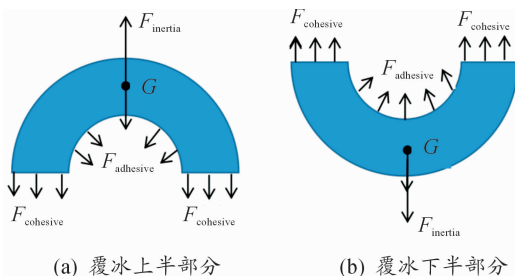 F_inertia
G
F_adhesive
F_cohesive
F_cohesive
(a) 覆冰上半部分
F_cohesive
F_cohesive
F_adhesive
G
F_inertia
(b) 覆冰下半部分